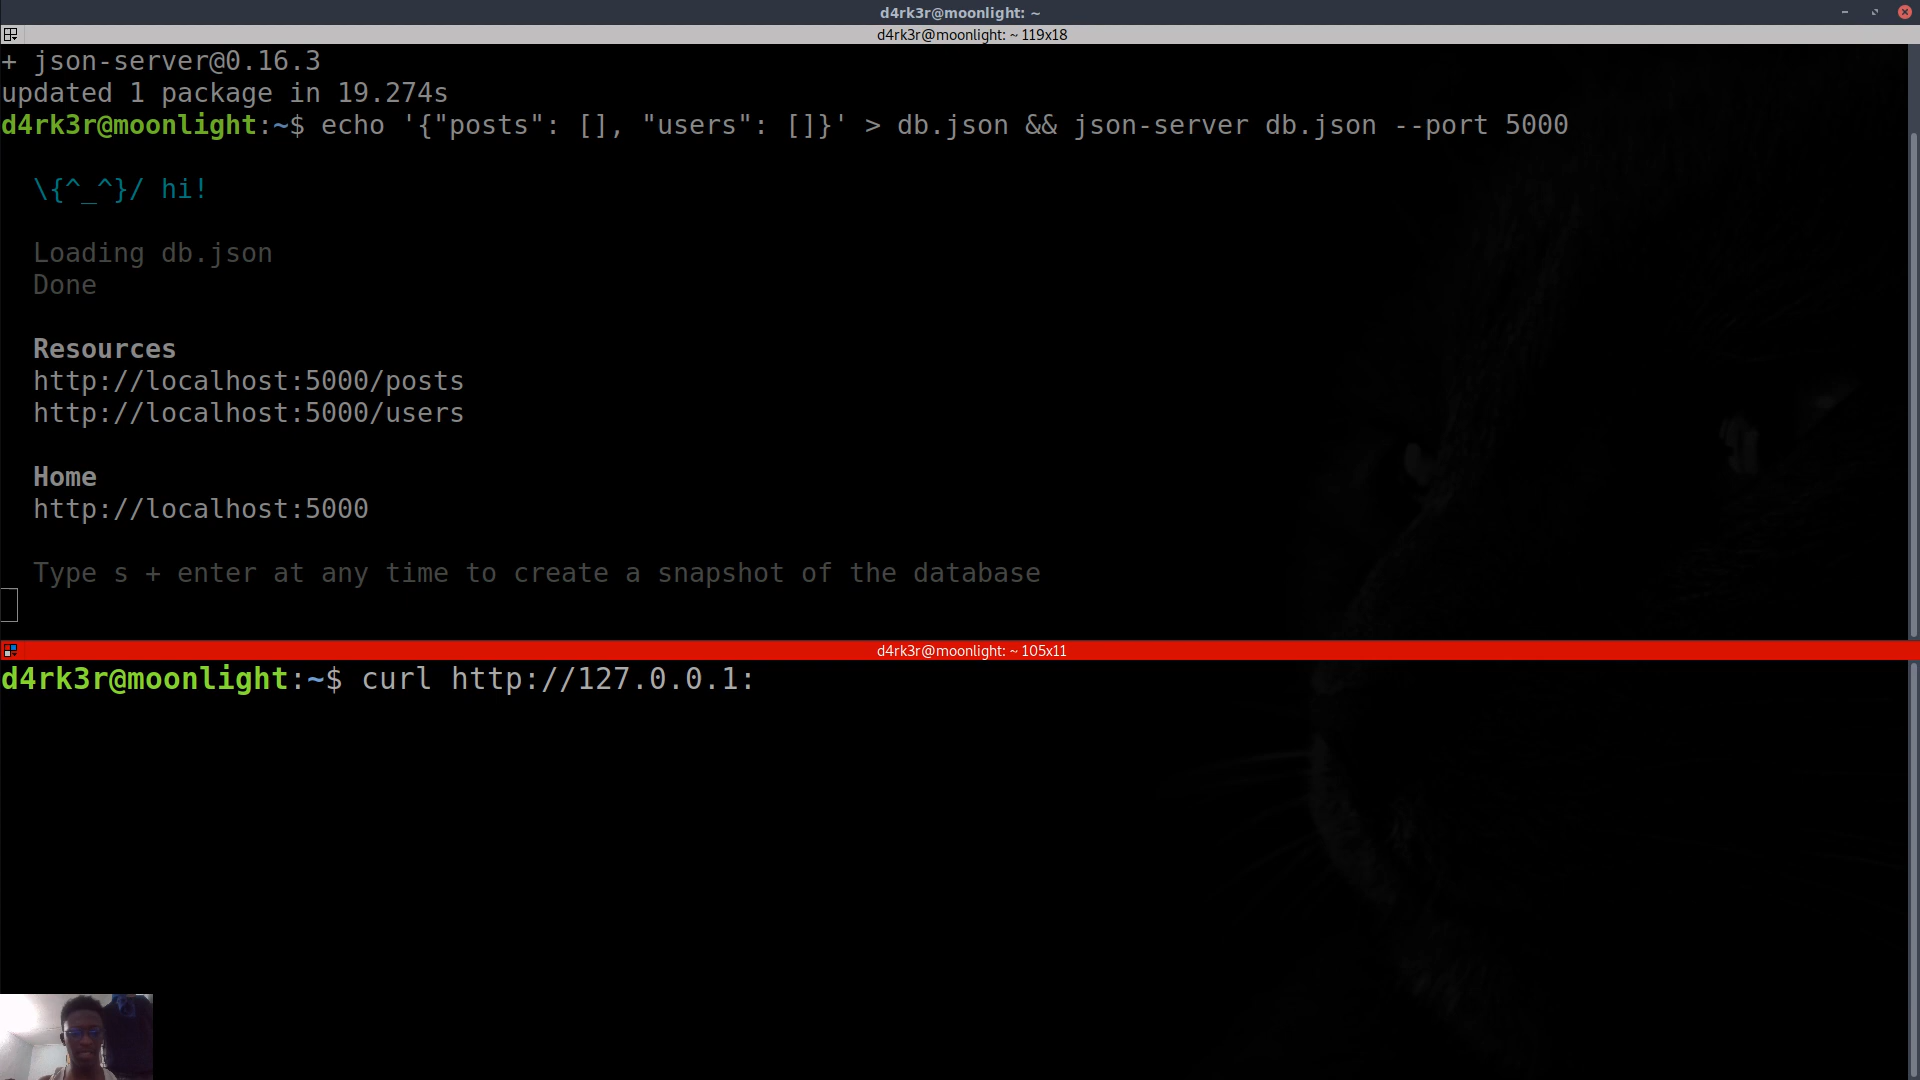 d4rk3r@moonlight: ~
d4rk3r@moonlight: ~ 119x18
+ json-server@0.16.3
updated 1 package in 19.274s
d4rk3r@moonlight:~$ echo '{"posts": [], "users": []}' > db.json && json-server db.json --port 5000
\{^_^}/ hi!
Loading db.json
Done
Resources
http://localhost:5000/posts
http://localhost:5000/users
Home
http://localhost:5000
Type s + enter at any time to create a snapshot of the database
d4rk3r@moonlight: ~ 105x11
d4rk3r@moonlight:~$ curl http://127.0.0.1: